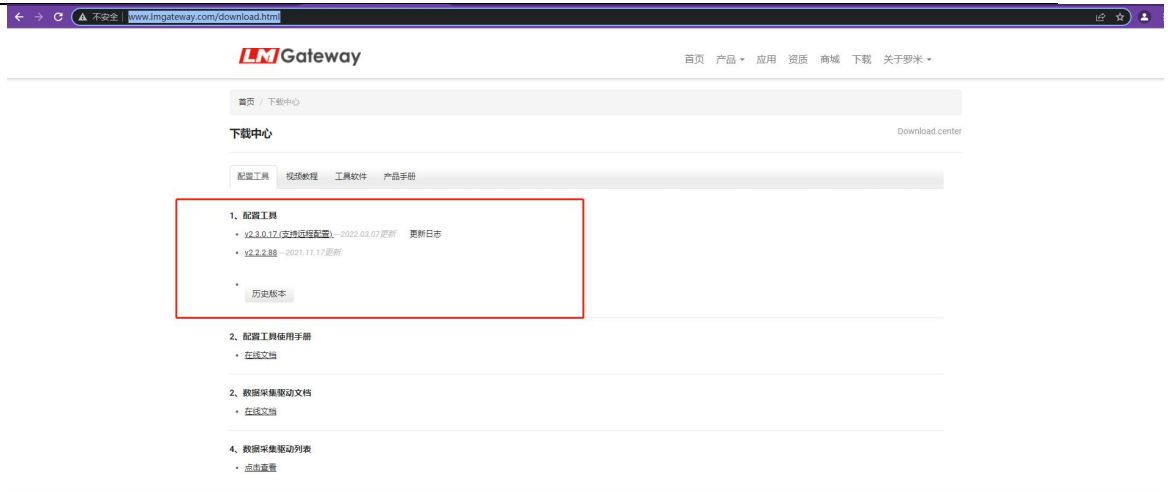 不安全 | www.lmgateway.com/download.html
LM Gateway
首页 产品 应用 资质 商城 下载 关于罗米
首页 / 下载中心
下载中心 Download center
配置工具 视频教程 工具软件 产品手册
1、配置工具
• v2.3.0.17 (支持远程配置) --2022.03.07更新 更新日志
• v2.2.2.88 --2021.11.17更新
• 历史版本
2、配置工具使用手册
• 在线文档
2、数据采集驱动文档
• 在线文档
4、数据采集驱动列表
• 点击查看